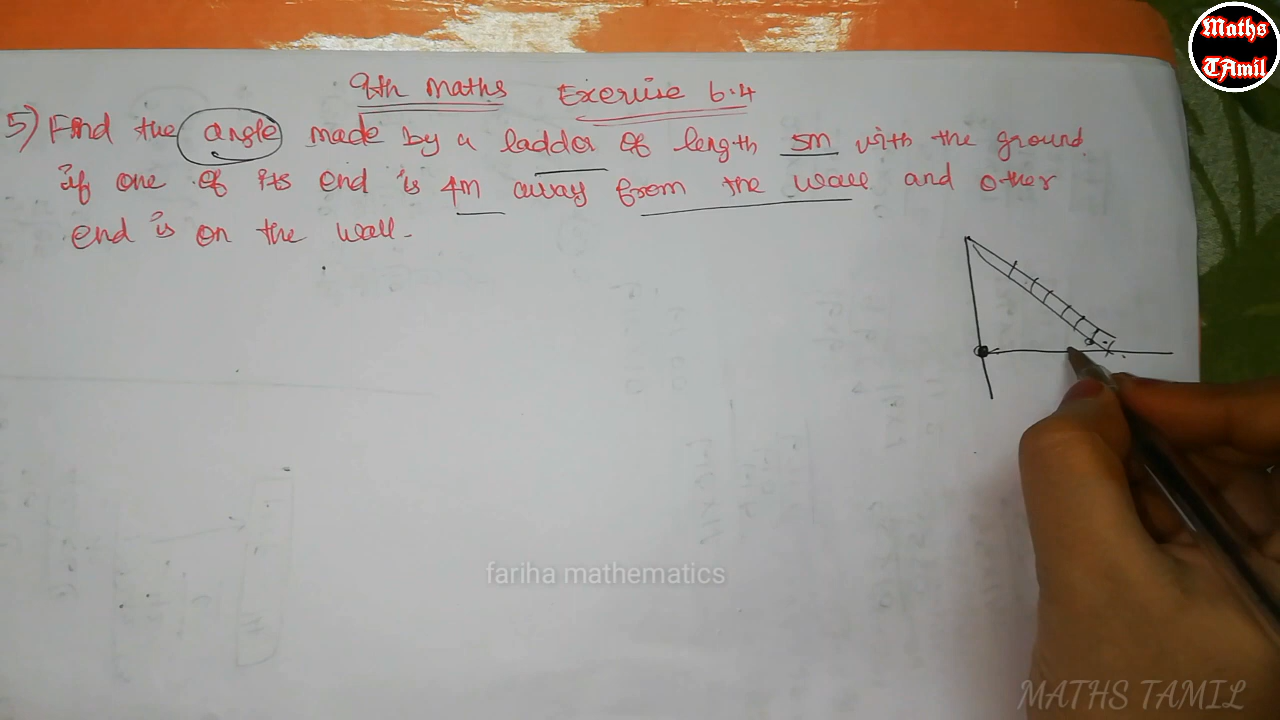 9th Maths Exercise 6.4
5) Find the angle made by a ladder of length 5m with the ground
if one of its end is 4m away from the wall and other
end is on the wall.
Maths
TAmil
fariha mathematics
MATHS TAMIL